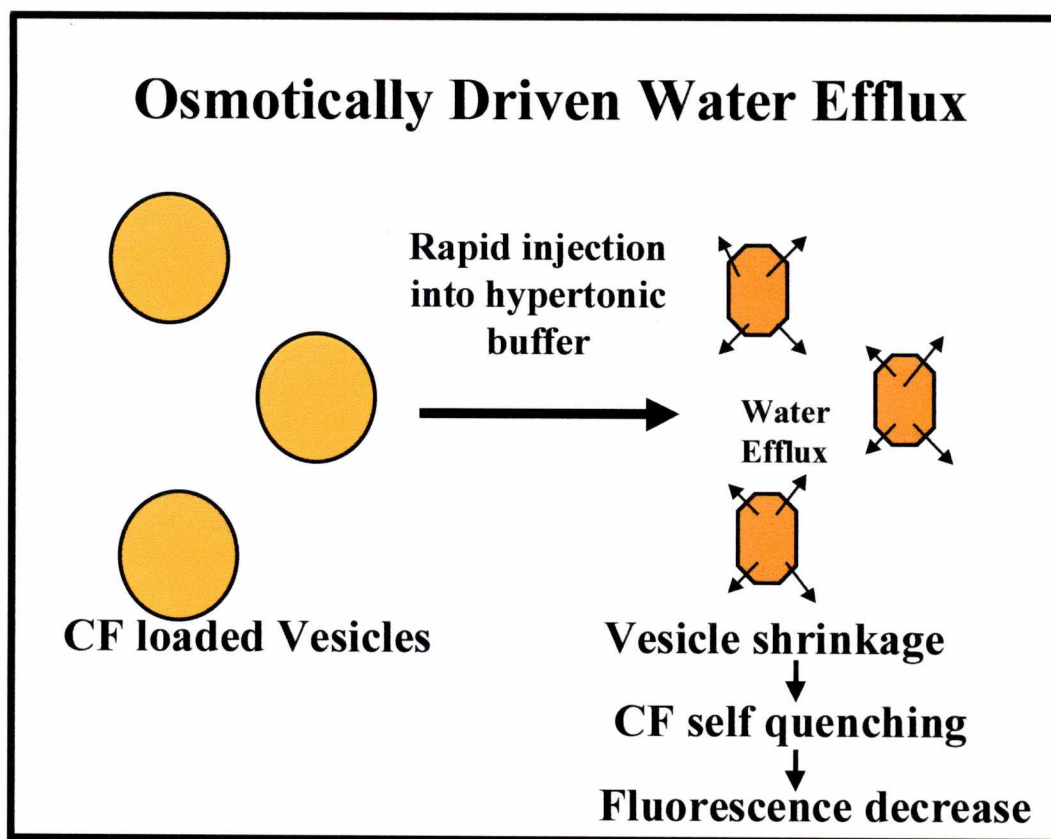 Osmotically Driven Water Efflux
Rapid injection
into hypertonic
buffer
Water
Efflux
CF loaded Vesicles
Vesicle shrinkage
CF self quenching
Fluorescence decrease